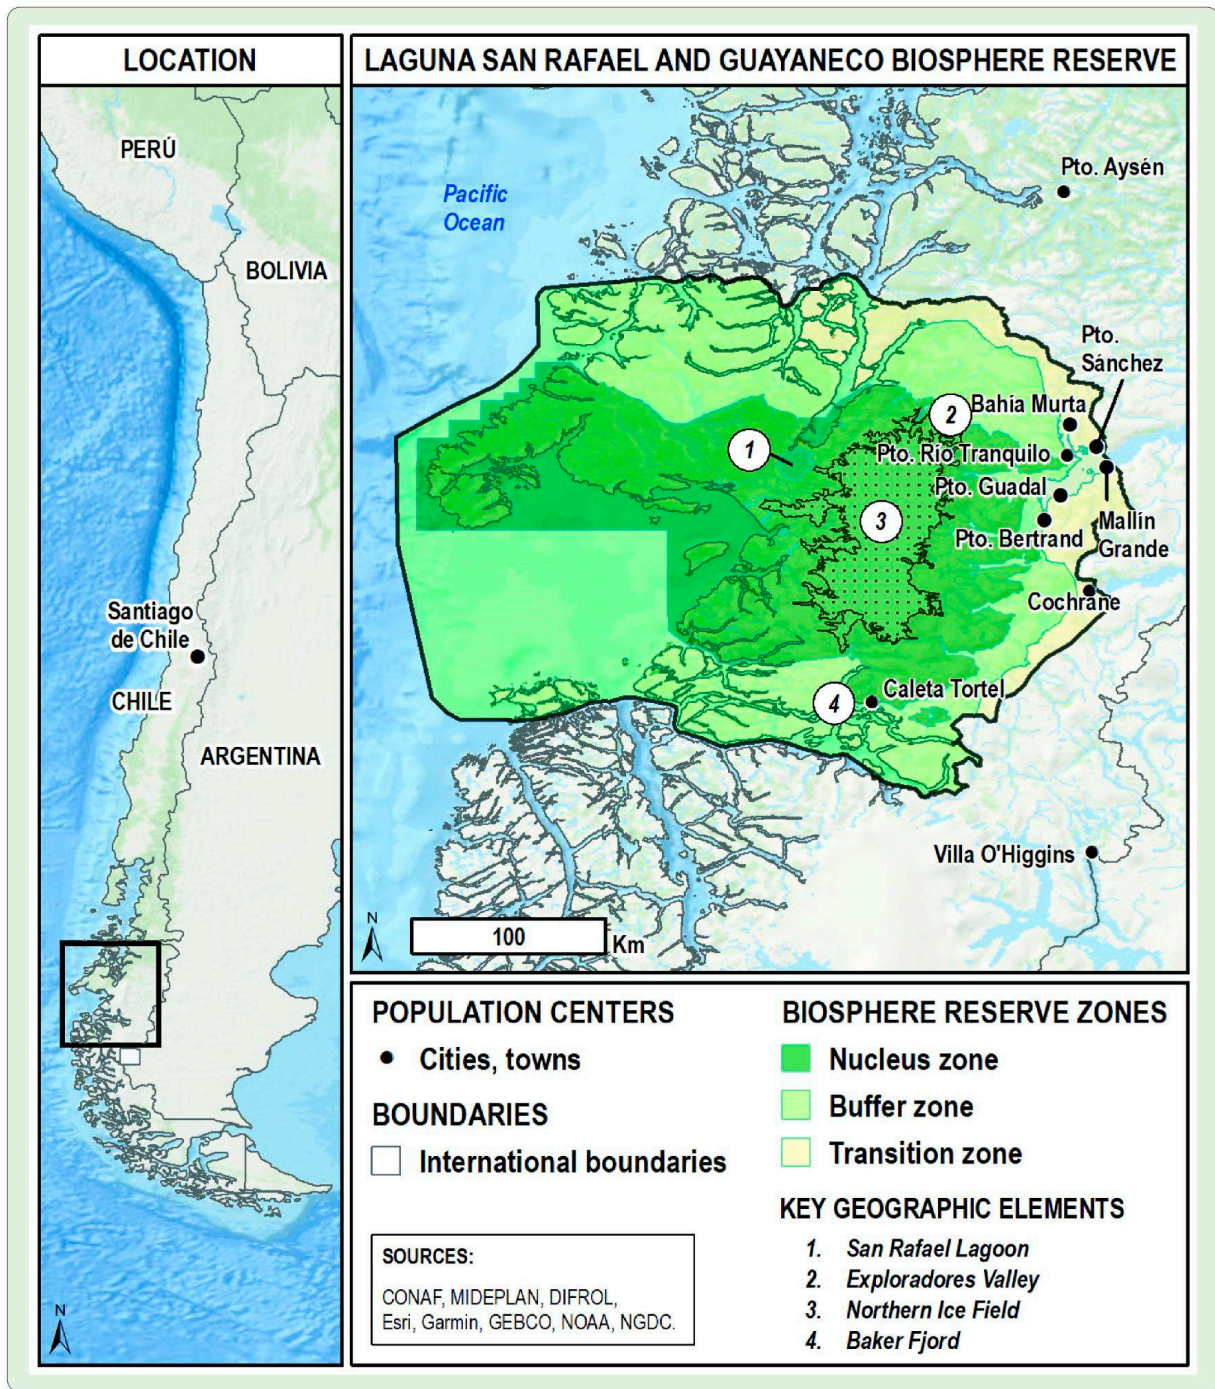 LOCATION
PERÚ
BOLIVIA
Santiago
de Chile
CHILE
ARGENTINA
N
LAGUNA SAN RAFAEL AND GUAYANECO BIOSPHERE RESERVE
Pacific
Ocean
Pto. Aysén
Pto.
Sánchez
2
Bahía Murta
1
Pto. Río Tranquilo
Pto. Guadal
3
Mallín
Grande
Pto. Bertrand
Cochrane
4
Caleta Tortel
Villa O'Higgins
N
100
Km
POPULATION CENTERS
Cities, towns
BOUNDARIES
International boundaries
SOURCES:
CONAF, MIDEPLAN, DIFROL,
Esri, Garmin, GEBCO, NOAA, NGDC.
BIOSPHERE RESERVE ZONES
Nucleus zone
Buffer zone
Transition zone
KEY GEOGRAPHIC ELEMENTS
1. San Rafael Lagoon
2. Exploradores Valley
3. Northern Ice Field
4. Baker Fjord